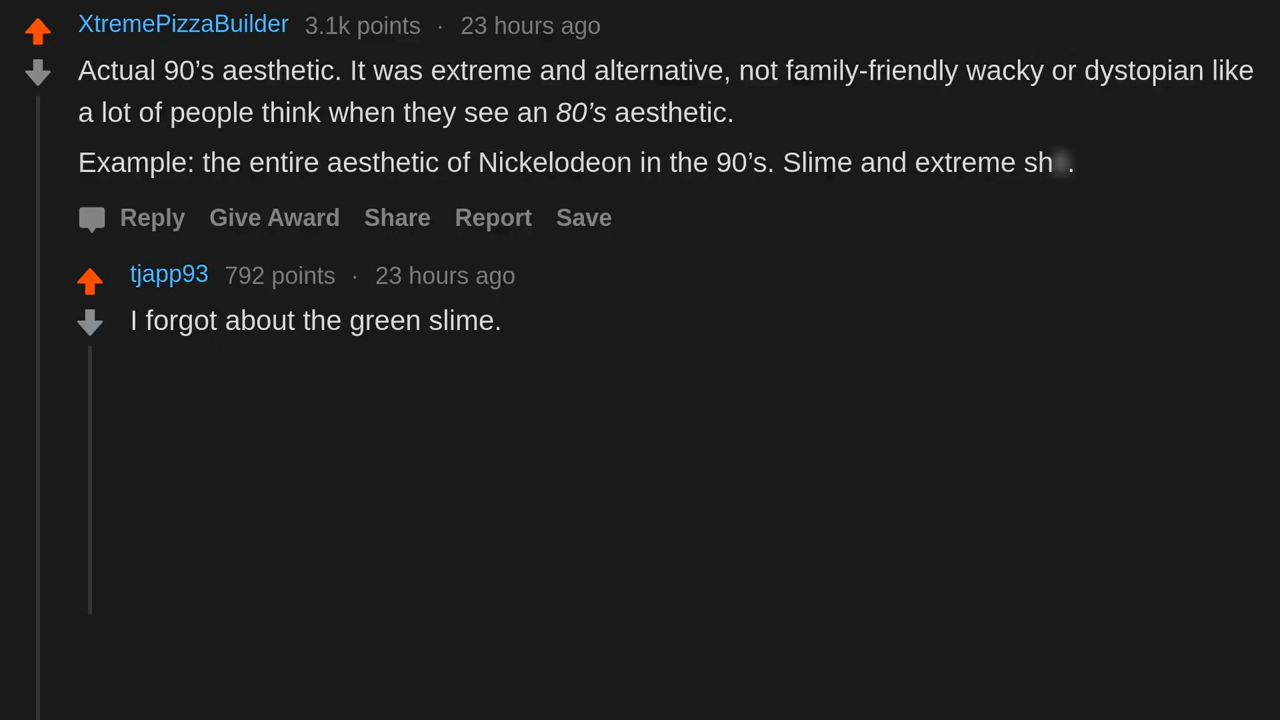 XtremePizzaBuilder 3.1k points · 23 hours ago
Actual 90’s aesthetic. It was extreme and alternative, not family-friendly wacky or dystopian like
a lot of people think when they see an 80’s aesthetic.
Example: the entire aesthetic of Nickelodeon in the 90’s. Slime and extreme sh .
Reply Give Award Share Report Save
tjapp93 792 points · 23 hours ago
I forgot about the green slime.